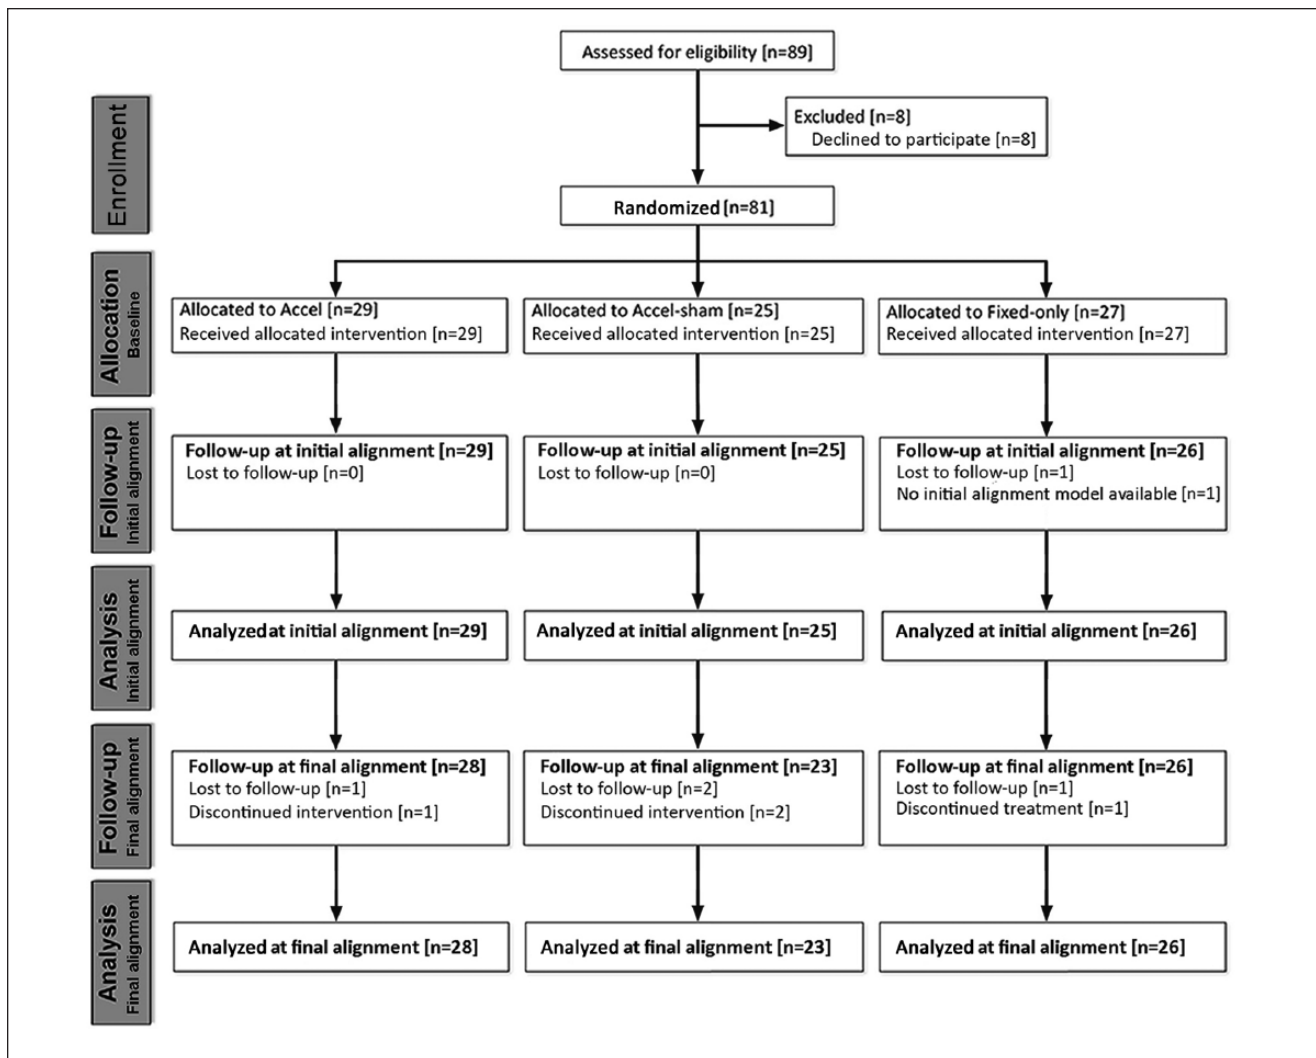 Assessed for eligibility [n=89]
Enrollment
Excluded [n=8]
Declined to participate [n=8]
Randomized [n=81]
Allocation
Baseline
Allocated to Accel [n=29]
Received allocated intervention [n=29]
Allocated to Accel-sham [n=25]
Received allocated intervention [n=25]
Allocated to Fixed-only [n=27]
Received allocated intervention [n=27]
Follow-up
Initial alignment
Follow-up at initial alignment [n=29]
Lost to follow-up [n=0]
Follow-up at initial alignment [n=25]
Lost to follow-up [n=0]
Follow-up at initial alignment [n=26]
Lost to follow-up [n=1]
No initial alignment model available [n=1]
Analysis
Initial alignment
Analyzed at initial alignment [n=29]
Analyzed at initial alignment [n=25]
Analyzed at initial alignment [n=26]
Follow-up
Final alignment
Follow-up at final alignment [n=28]
Lost to follow-up [n=1]
Discontinued intervention [n=1]
Follow-up at final alignment [n=23]
Lost to follow-up [n=2]
Discontinued intervention [n=2]
Follow-up at final alignment [n=26]
Lost to follow-up [n=1]
Discontinued treatment [n=1]
Analysis
Final alignment
Analyzed at final alignment [n=28]
Analyzed at final alignment [n=23]
Analyzed at final alignment [n=26]